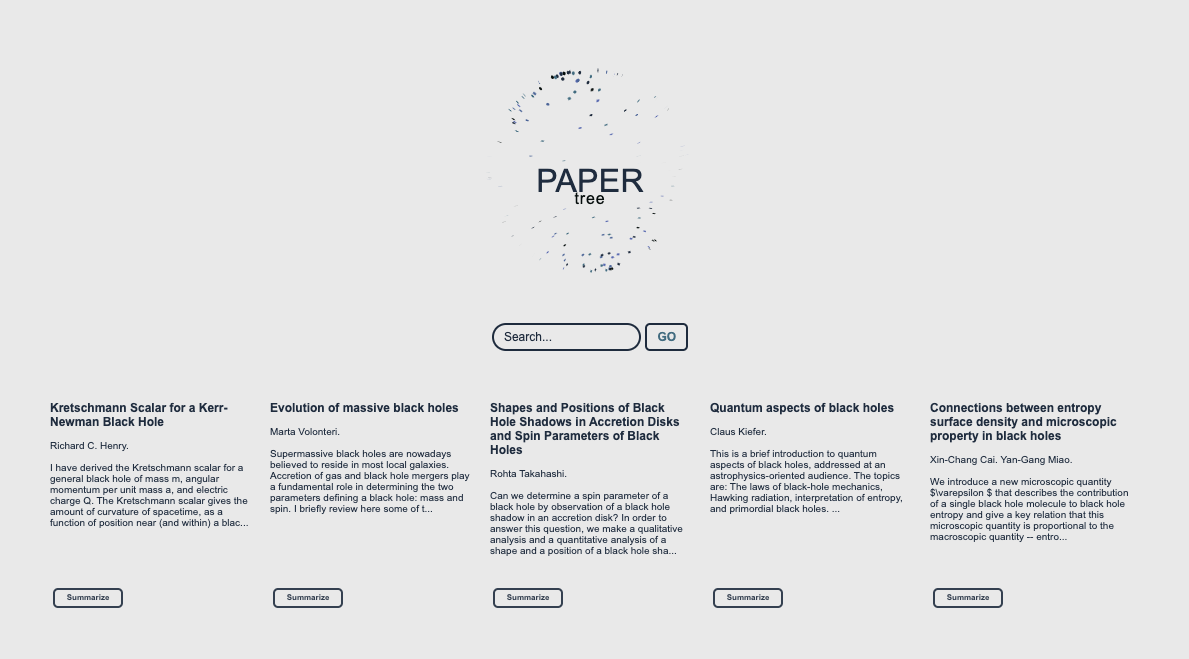 PAPER
tree
Search...
GO
Kretschmann Scalar for a Kerr-
Newman Black Hole
Richard C. Henry.
I have derived the Kretschmann scalar for a
general black hole of mass m, angular
momentum per unit mass a, and electric
charge Q. The Kretschmann scalar gives the
amount of curvature of spacetime, as a
function of position near (and within) a blac...
Summarize
Evolution of massive black holes
Marta Volonteri.
Supermassive black holes are nowadays
believed to reside in most local galaxies.
Accretion of gas and black hole mergers play
a fundamental role in determining the two
parameters defining a black hole: mass and
spin. I briefly review here some of t...
Summarize
Shapes and Positions of Black
Hole Shadows in Accretion Disks
and Spin Parameters of Black
Holes
Rohta Takahashi.
Can we determine a spin parameter of a
black hole by observation of a black hole
shadow in an accretion disk? In order to
answer this question, we make a qualitative
analysis and a quantitative analysis of a
shape and a position of a black hole sha...
Summarize
Quantum aspects of black holes
Claus Kiefer.
This is a brief introduction to quantum
aspects of black holes, addressed at an
astrophysics-oriented audience. The topics
are: The laws of black-hole mechanics,
Hawking radiation, interpretation of entropy,
and primordial black holes. ...
Summarize
Connections between entropy
surface density and microscopic
property in black holes
Xin-Chang Cai. Yan-Gang Miao.
We introduce a new microscopic quantity
$\varepsilon $ that describes the contribution
of a single black hole molecule to black hole
entropy and give a key relation that this
microscopic quantity is proportional to the
macroscopic quantity -- entro...
Summarize